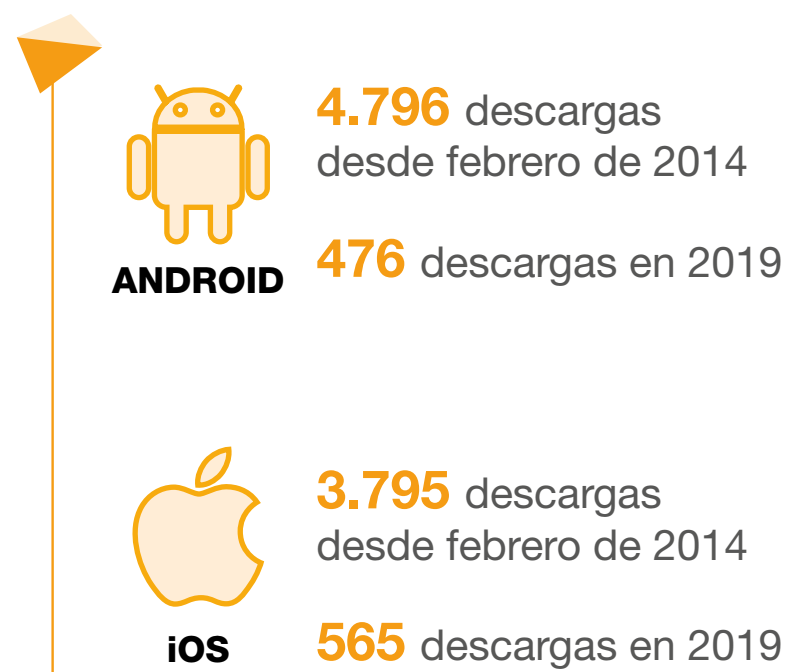 4.796 descargas
desde febrero de 2014
476 descargas en 2019
ANDROID
3.795 descargas
desde febrero de 2014
565 descargas en 2019
iOS